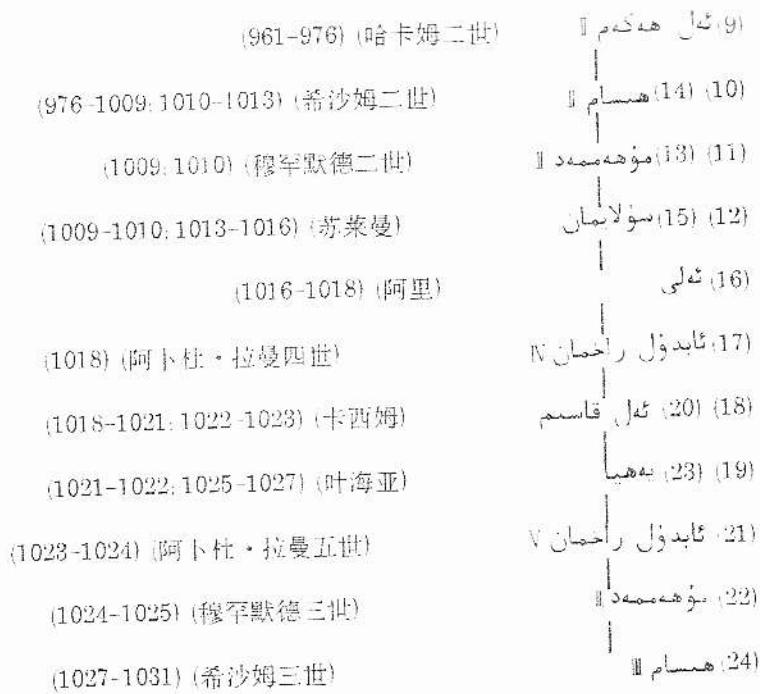 (9) ئەل ھەكەم Ⅱ (哈卡姆二世) (961-976)
(10) (14) ھىسام Ⅱ (希沙姆二世) (976-1009; 1010-1013)
(11) (13) مۇھەممەد Ⅱ (穆罕默德二世) (1009; 1010)
(12) (15) سۇلايمان (苏莱曼) (1009-1010; 1013-1016)
(16) ئەلى (阿里) (1016-1018)
(17) ئابدۇل راخمان Ⅳ (阿卜杜·拉曼四世) (1018)
(18) (20) ئەل قاسىم (卡西姆) (1018-1021; 1022-1023)
(19) (23) يەھيا (叶海亚) (1021-1022; 1025-1027)
(21) ئابدۇل راخمان Ⅴ (阿卜杜·拉曼五世) (1023-1024)
(22) مۇھەممەد Ⅲ (穆罕默德三世) (1024-1025)
(24) ھىسام Ⅲ (希沙姆三世) (1027-1031)